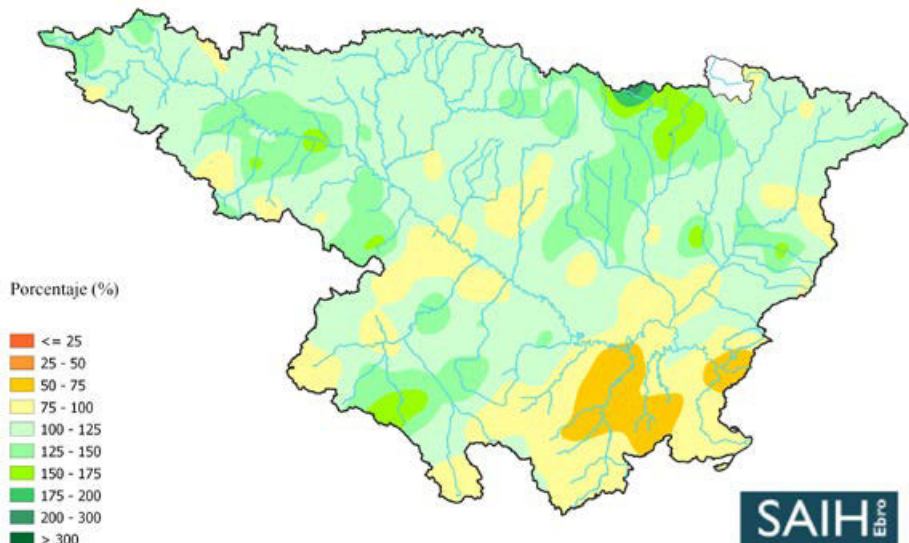 Porcentaje (%)
<= 25
25 - 50
50 - 75
75 - 100
100 - 125
125 - 150
150 - 175
175 - 200
200 - 300
> 300
SAIH Ebro